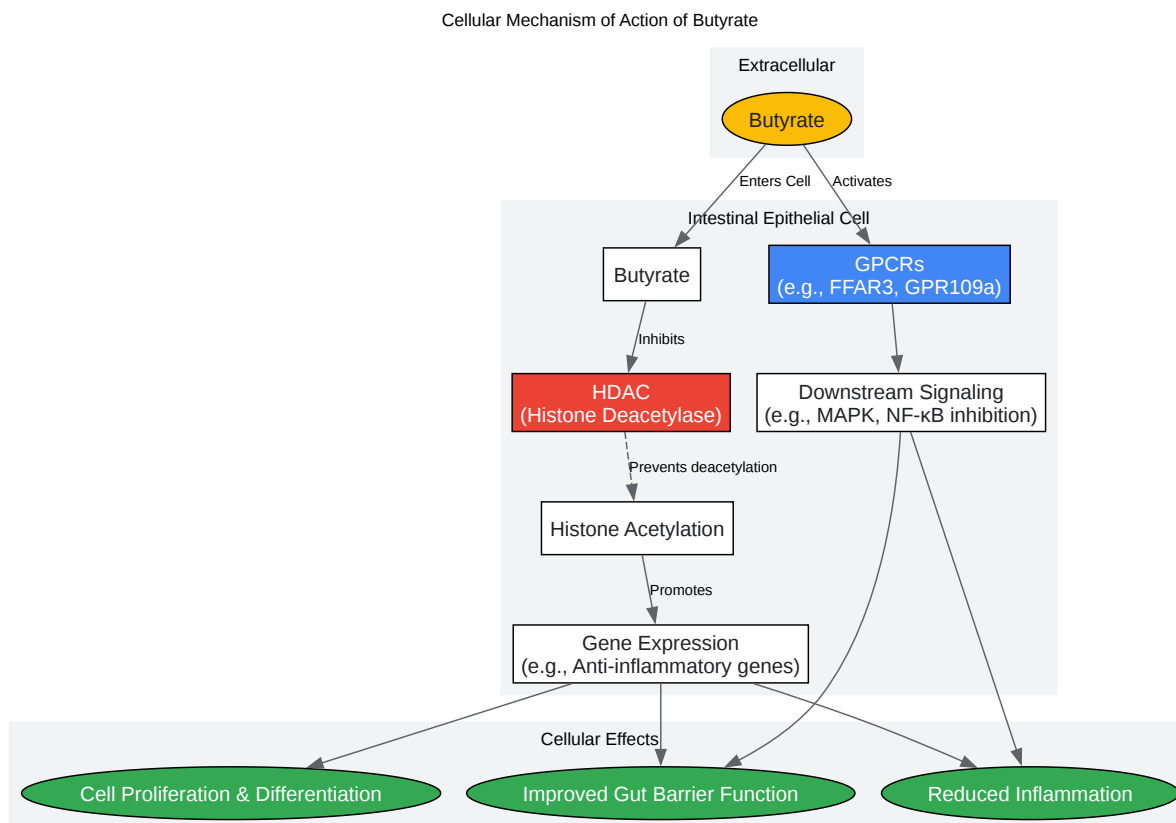 Cellular Mechanism of Action of Butyrate
Extracellular
Butyrate
Enters Cell
Activates
Intestinal Epithelial Cell
Butyrate
GPCRs
(e.g., FFAR3, GPR109a)
Inhibits
HDAC
(Histone Deacetylase)
Downstream Signaling
(e.g., MAPK, NF-κB inhibition)
Prevents deacetylation
Histone Acetylation
Promotes
Gene Expression
(e.g., Anti-inflammatory genes)
Cellular Effects
Cell Proliferation & Differentiation
Improved Gut Barrier Function
Reduced Inflammation